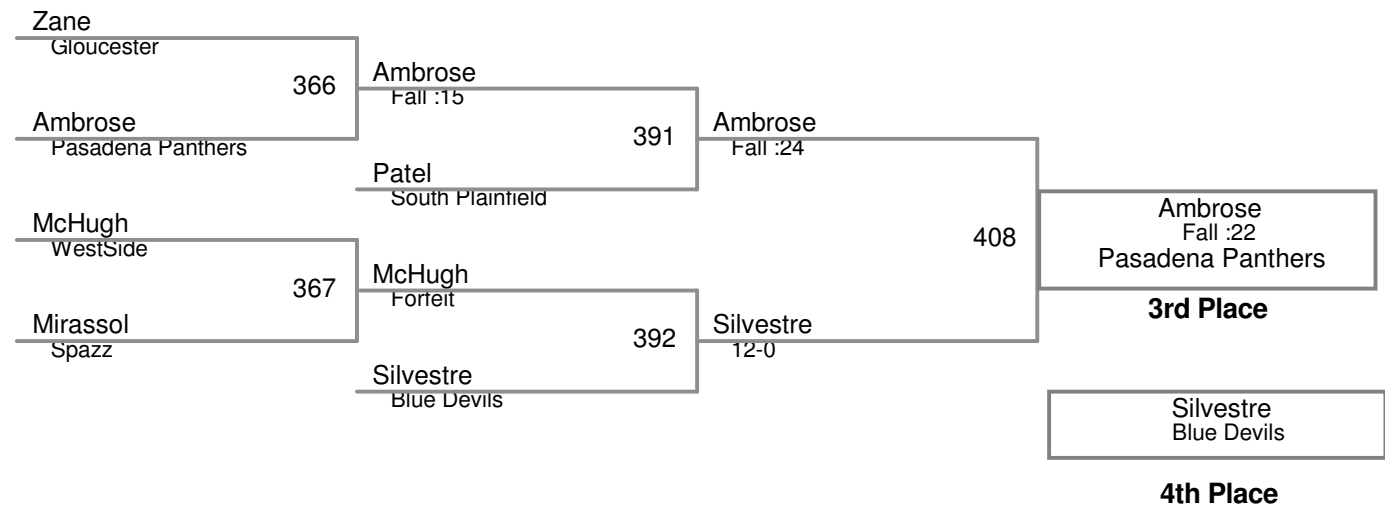 Zane
Gloucester
366
Ambrose
Fall :15
Ambrose
Pasadena Panthers
391
Ambrose
Fall :24
Patel
South Plainfield
McHugh
WestSide
408
Ambrose
Fall :22
Pasadena Panthers
3rd Place
367
McHugh
Forfeit
Mirassol
Spazz
392
Silvestre
12-0
Silvestre
Blue Devils
Silvestre
Blue Devils
4th Place